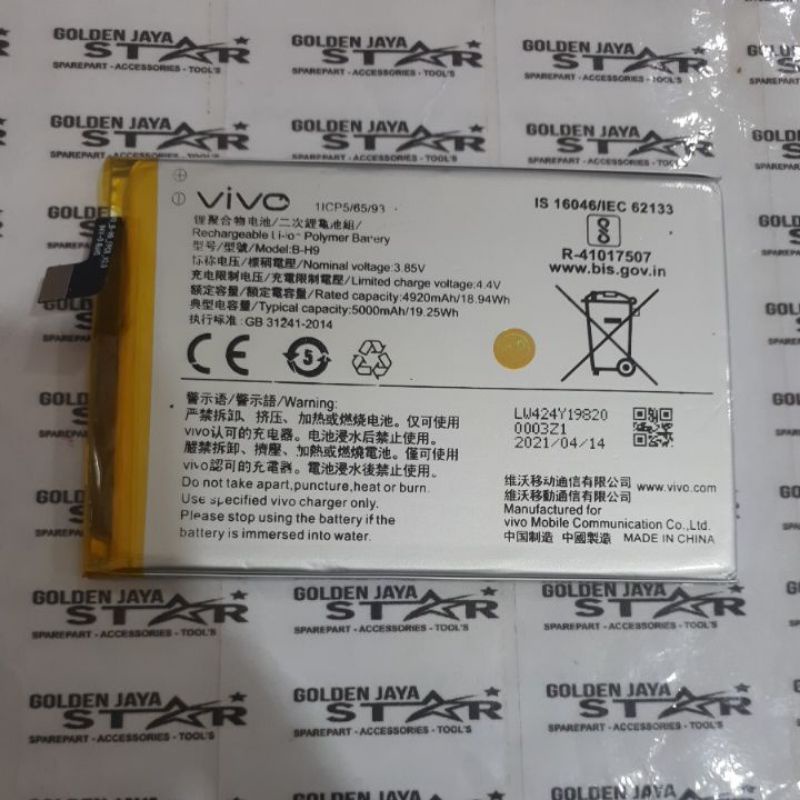 GOLDEN JAYA
STAR
SPAREPART - ACCESSORIES - TOOL'S
vivo
1ICP5/65/93
锂聚合物电池/二次鋰電池組/
Rechargeable Li-ion Polymer Battery
型号/型號/Model:B-H9
标称电压/標稱電壓/Nominal voltage:3.85V
充电限制电压/充電限制電壓/Limited charge voltage:4.4V
额定容量/額定電容量/Rated capacity:4920mAh/18.94Wh
典型容量/典型電容量/Typical capacity:5000mAh/19.25Wh
执行标准:GB 31241-2014
IS 16046/IEC 62133
R-41017507
www.bis.gov.in
CE
5
警示语/警示語/Warning:
严禁拆卸、挤压、加热或燃烧电池。仅可使用
vivo认可的充电器。电池浸水后禁止使用。
嚴禁拆卸、擠壓、加熱或燃燒電池。僅可使用
vivo認可的充電器。電池浸水後禁止使用。
Do not take apart,puncture,heat or burn.
Use specified vivo charger only.
Please stop using the battery if the
battery is immersed into water.
LW424Y19820
0003Z1
2021/04/14
维沃移动通信有限公司
維沃移動通信有限公司
www.vivo.com
Manufactured for
vivo Mobile Communication Co.,Ltd.
中国制造 中國製造 MADE IN CHINA